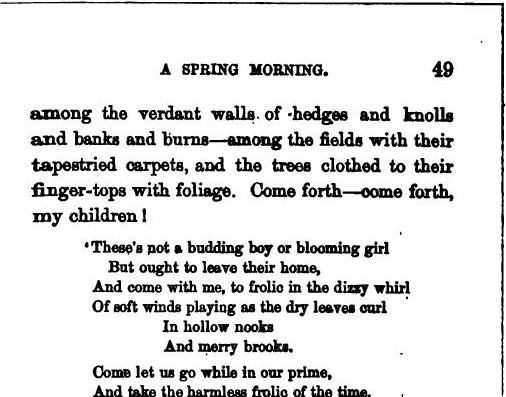 A SPRING MORNING. 49
among the verdant walls of hedges and knolls
and banks and burns—among the fields with their
tapestried carpets, and the trees clothed to their
finger-tops with foliage. Come forth—come forth,
my children!
‘These's not a budding boy or blooming girl
But ought to leave their home,
And come with me, to frolic in the dizzy whirl
Of soft winds playing as the dry leaves curl
In hollow nooks
And merry brooks.
Come let us go while in our prime,
And take the harmless frolic of the time.